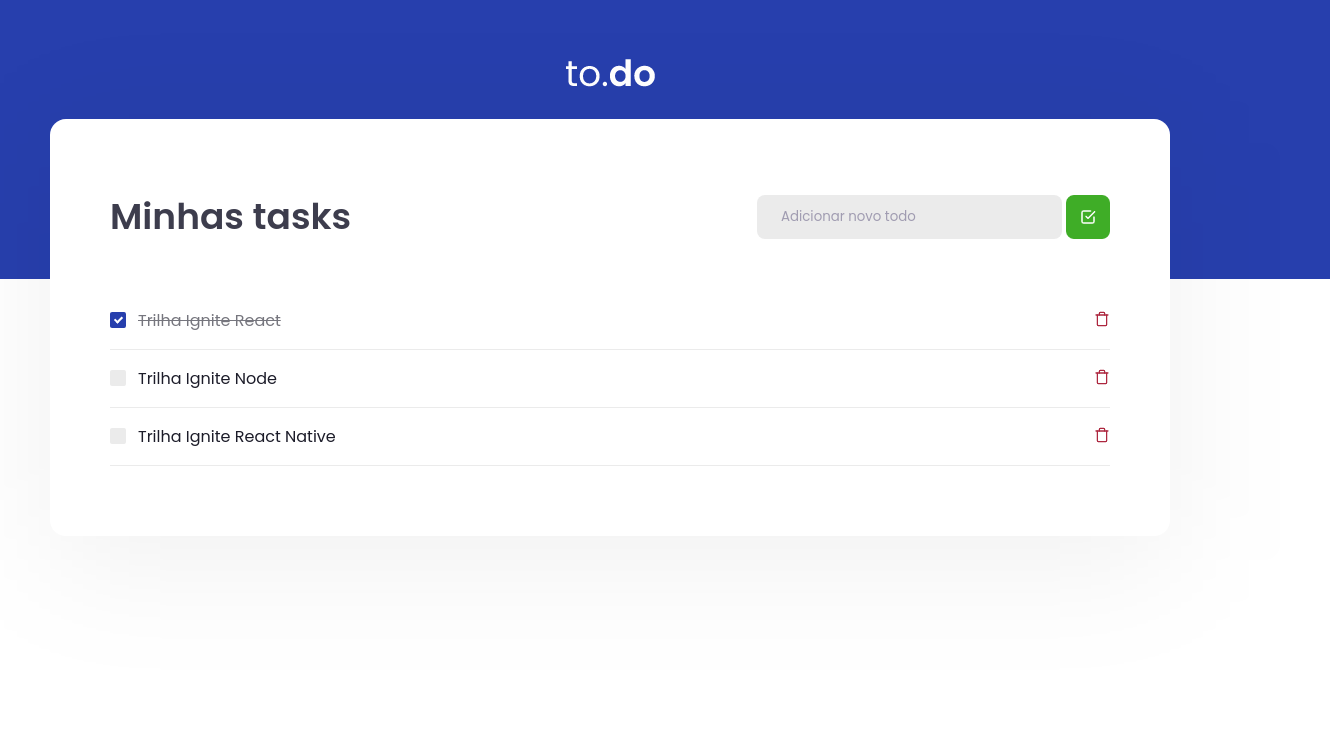 to.do
Minhas tasks
Adicionar novo todo
Trilha Ignite React
Trilha Ignite Node
Trilha Ignite React Native